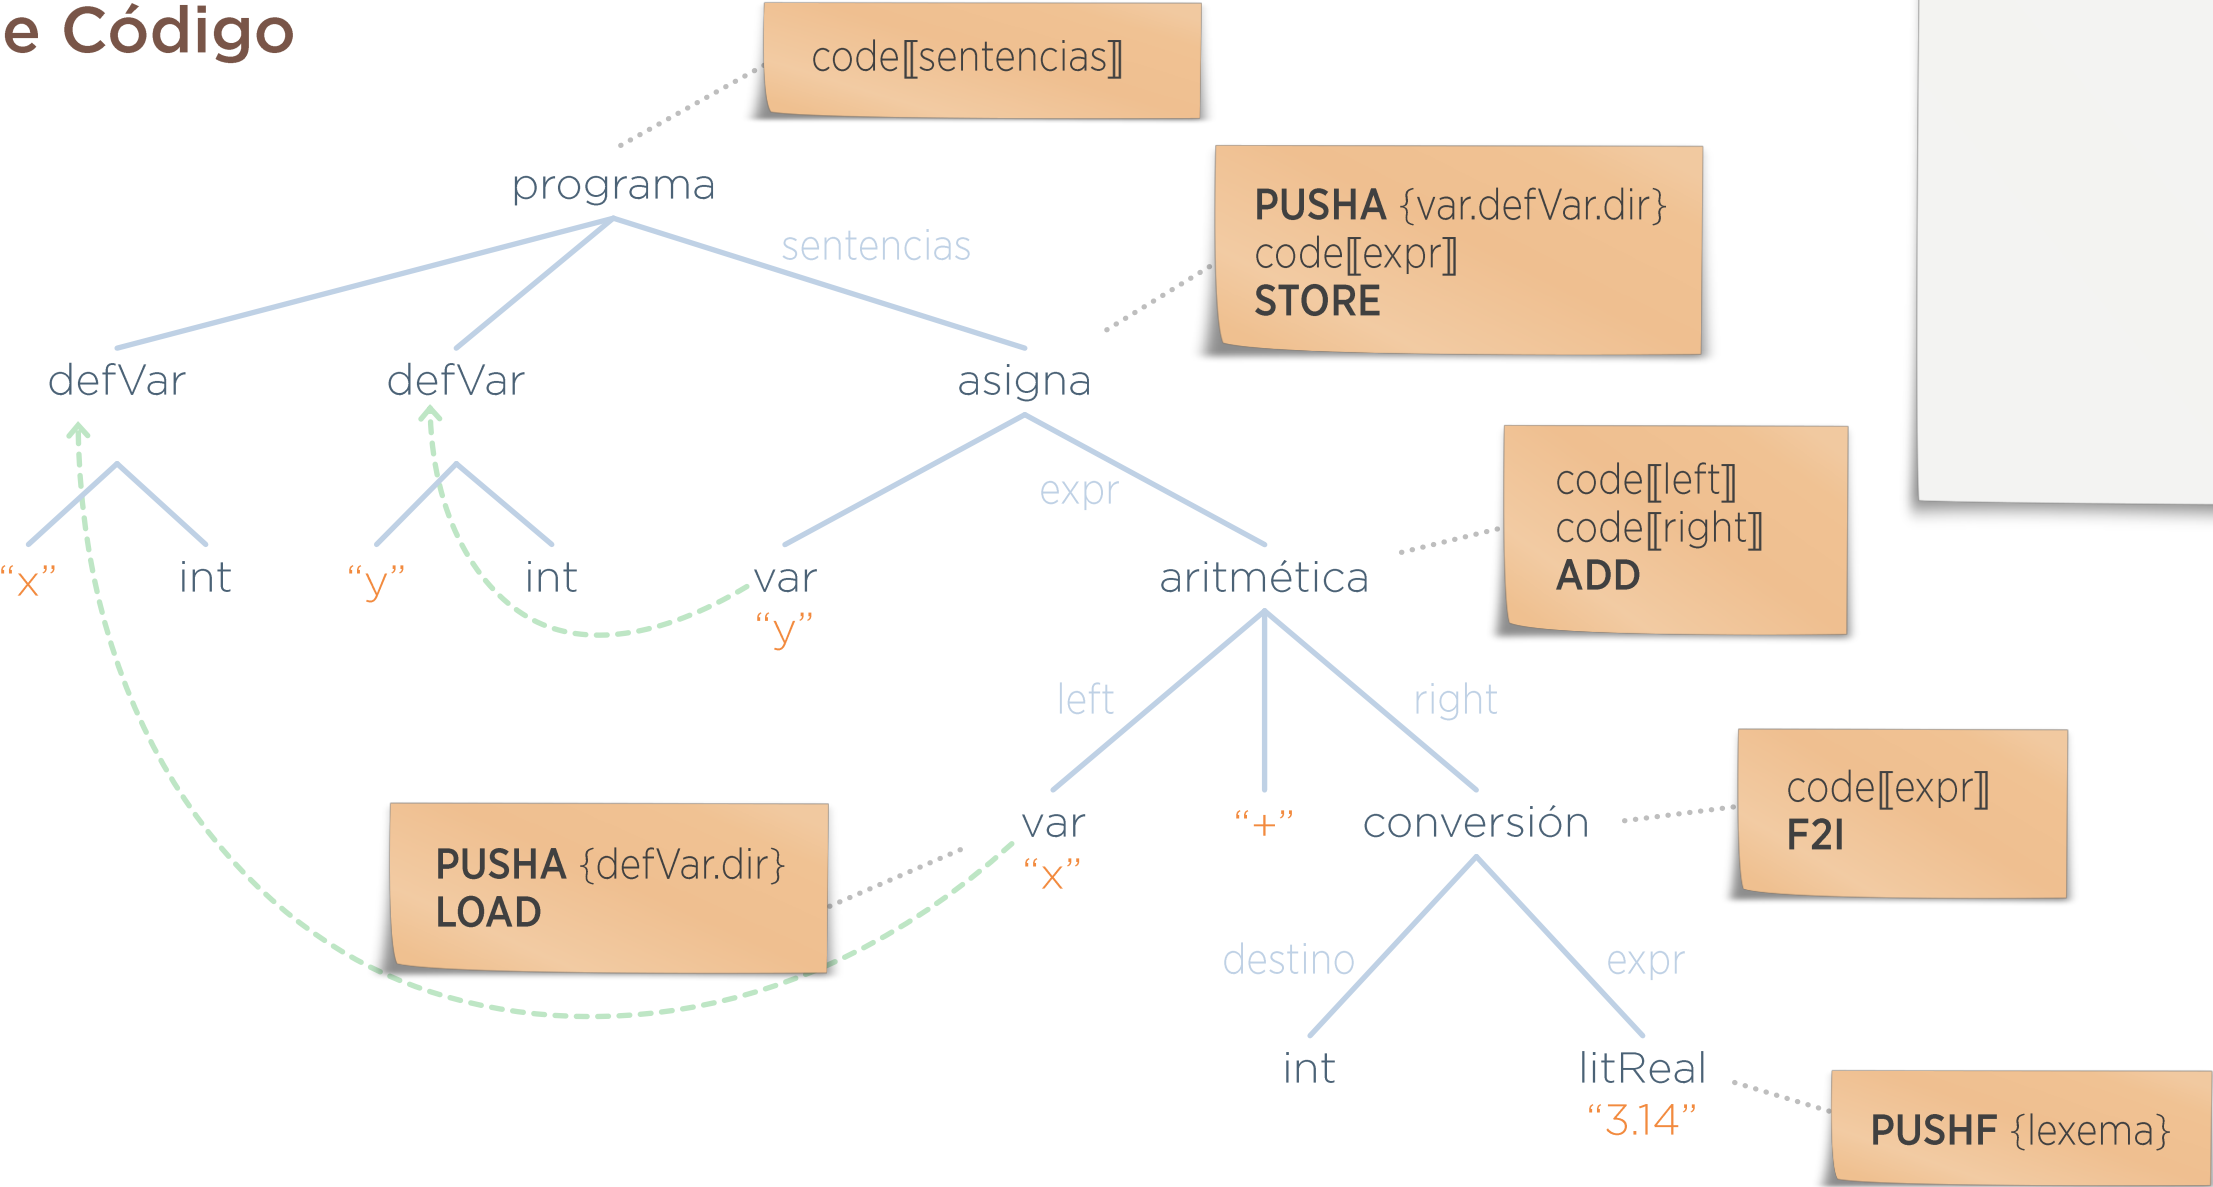 e Código
code⟦sentencias⟧
programa
sentencias
PUSHA {var.defVar.dir}
code⟦expr⟧
STORE
defVar
defVar
asigna
expr
code⟦left⟧
code⟦right⟧
ADD
“x”
int
“y”
int
var
“y”
aritmética
left
right
PUSHA {defVar.dir}
LOAD
var
“x”
“+”
conversión
code⟦expr⟧
F2I
destino
expr
int
litReal
“3.14”
PUSHF {lexema}